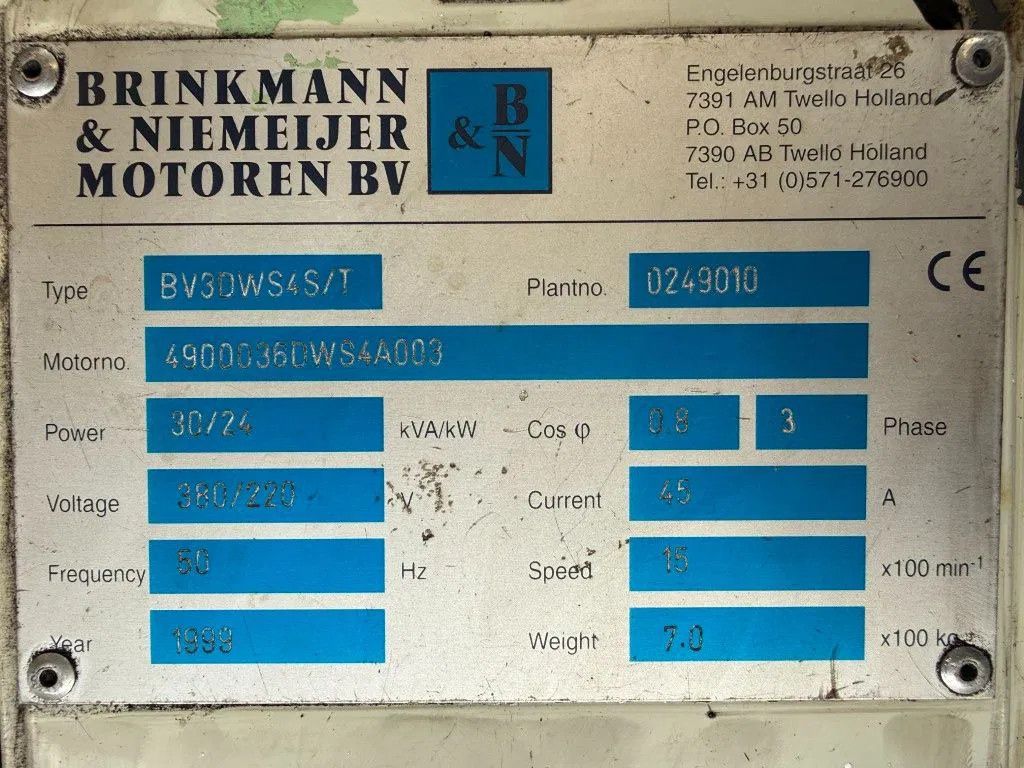 BRINKMANN
& NIEMEIJER
MOTOREN BV
& B
N
Engelenburgstraat 26
7391 AM Twello Holland
P.O. Box 50
7390 AB Twello Holland
Tel.: +31 (0)571-276900
Type BV3DWS4S/T Plantno. 0249010 CE
Motorno. 4900036DWS4A003
Power 30/24 kVA/kW Cos φ 0.8 3 Phase
Voltage 380/220 V Current 45 A
Frequency 50 Hz Speed 15 x100 min⁻¹
Year 1999 Weight 7.0 x100 kg